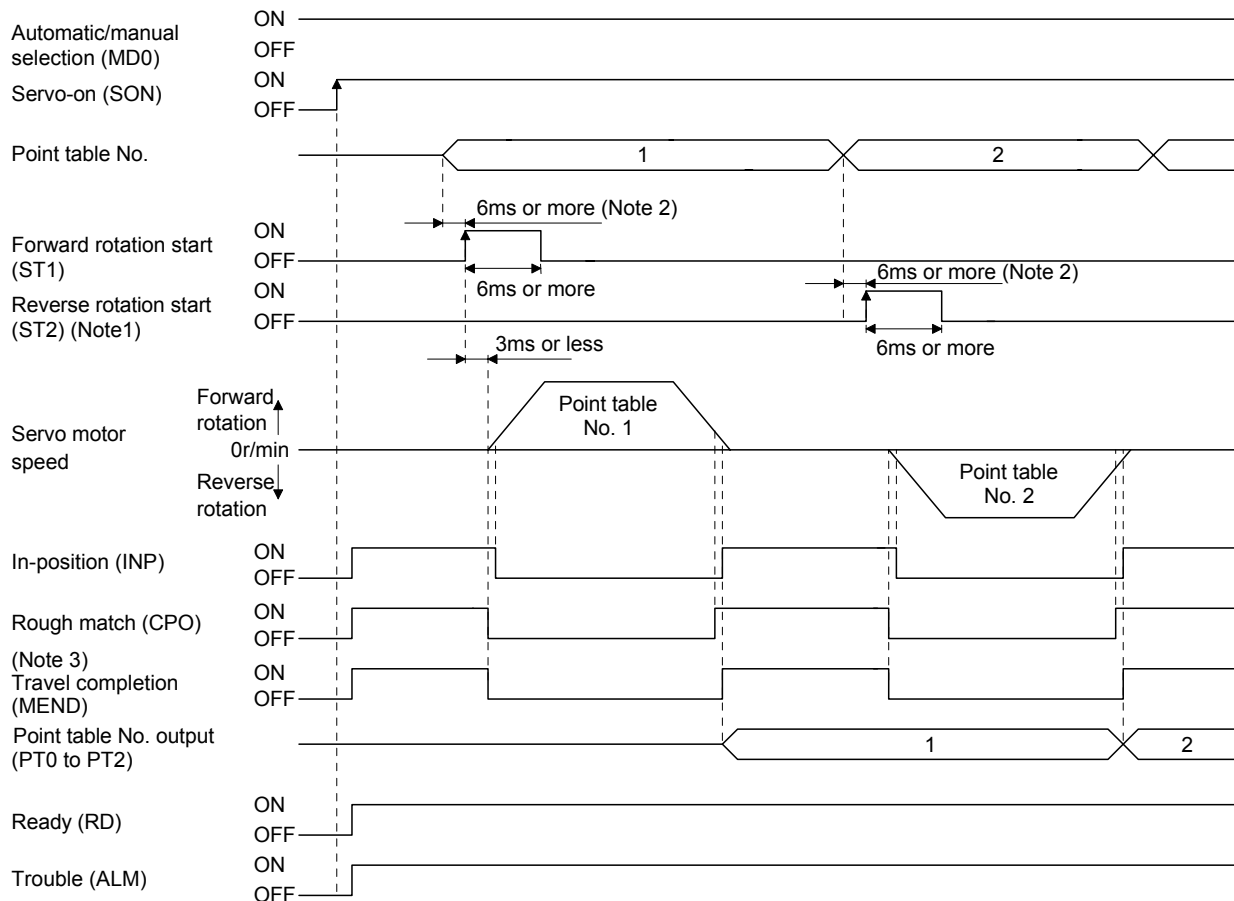 Automatic/manual
selection (MD0)
ON
OFF
Servo-on (SON)
ON
OFF
Point table No.
1
2
6ms or more (Note 2)
Forward rotation start
(ST1)
ON
OFF
6ms or more
6ms or more (Note 2)
Reverse rotation start
(ST2) (Note1)
ON
OFF
6ms or more
3ms or less
Servo motor
speed
Forward
rotation
0r/min
Reverse
rotation
Point table
No. 1
Point table
No. 2
In-position (INP)
ON
OFF
Rough match (CPO)
ON
OFF
(Note 3)
Travel completion
(MEND)
ON
OFF
Point table No. output
(PT0 to PT2)
1
2
Ready (RD)
ON
OFF
Trouble (ALM)
ON
OFF